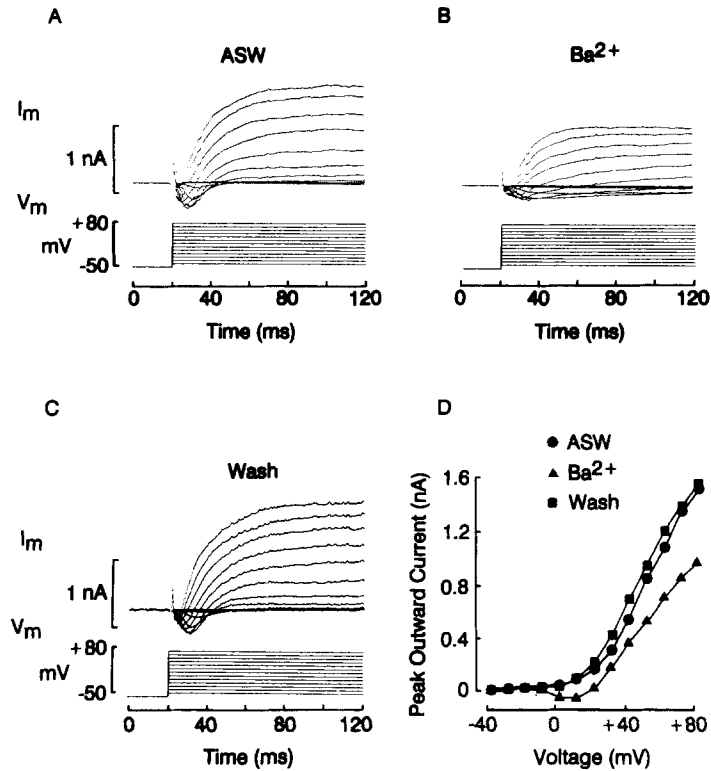 A
ASW
Im
1 nA
Vm
+80
mV
-50
0 40 80 120
Time (ms)
B
Ba2+
0 40 80 120
Time (ms)
C
Wash
Im
1 nA
Vm
+80
mV
-50
0 40 80 120
Time (ms)
D
ASW
Ba2+
Wash
Peak Outward Current (nA)
1.6
1.2
0.8
0.4
0
-40 0 +40 +80
Voltage (mV)